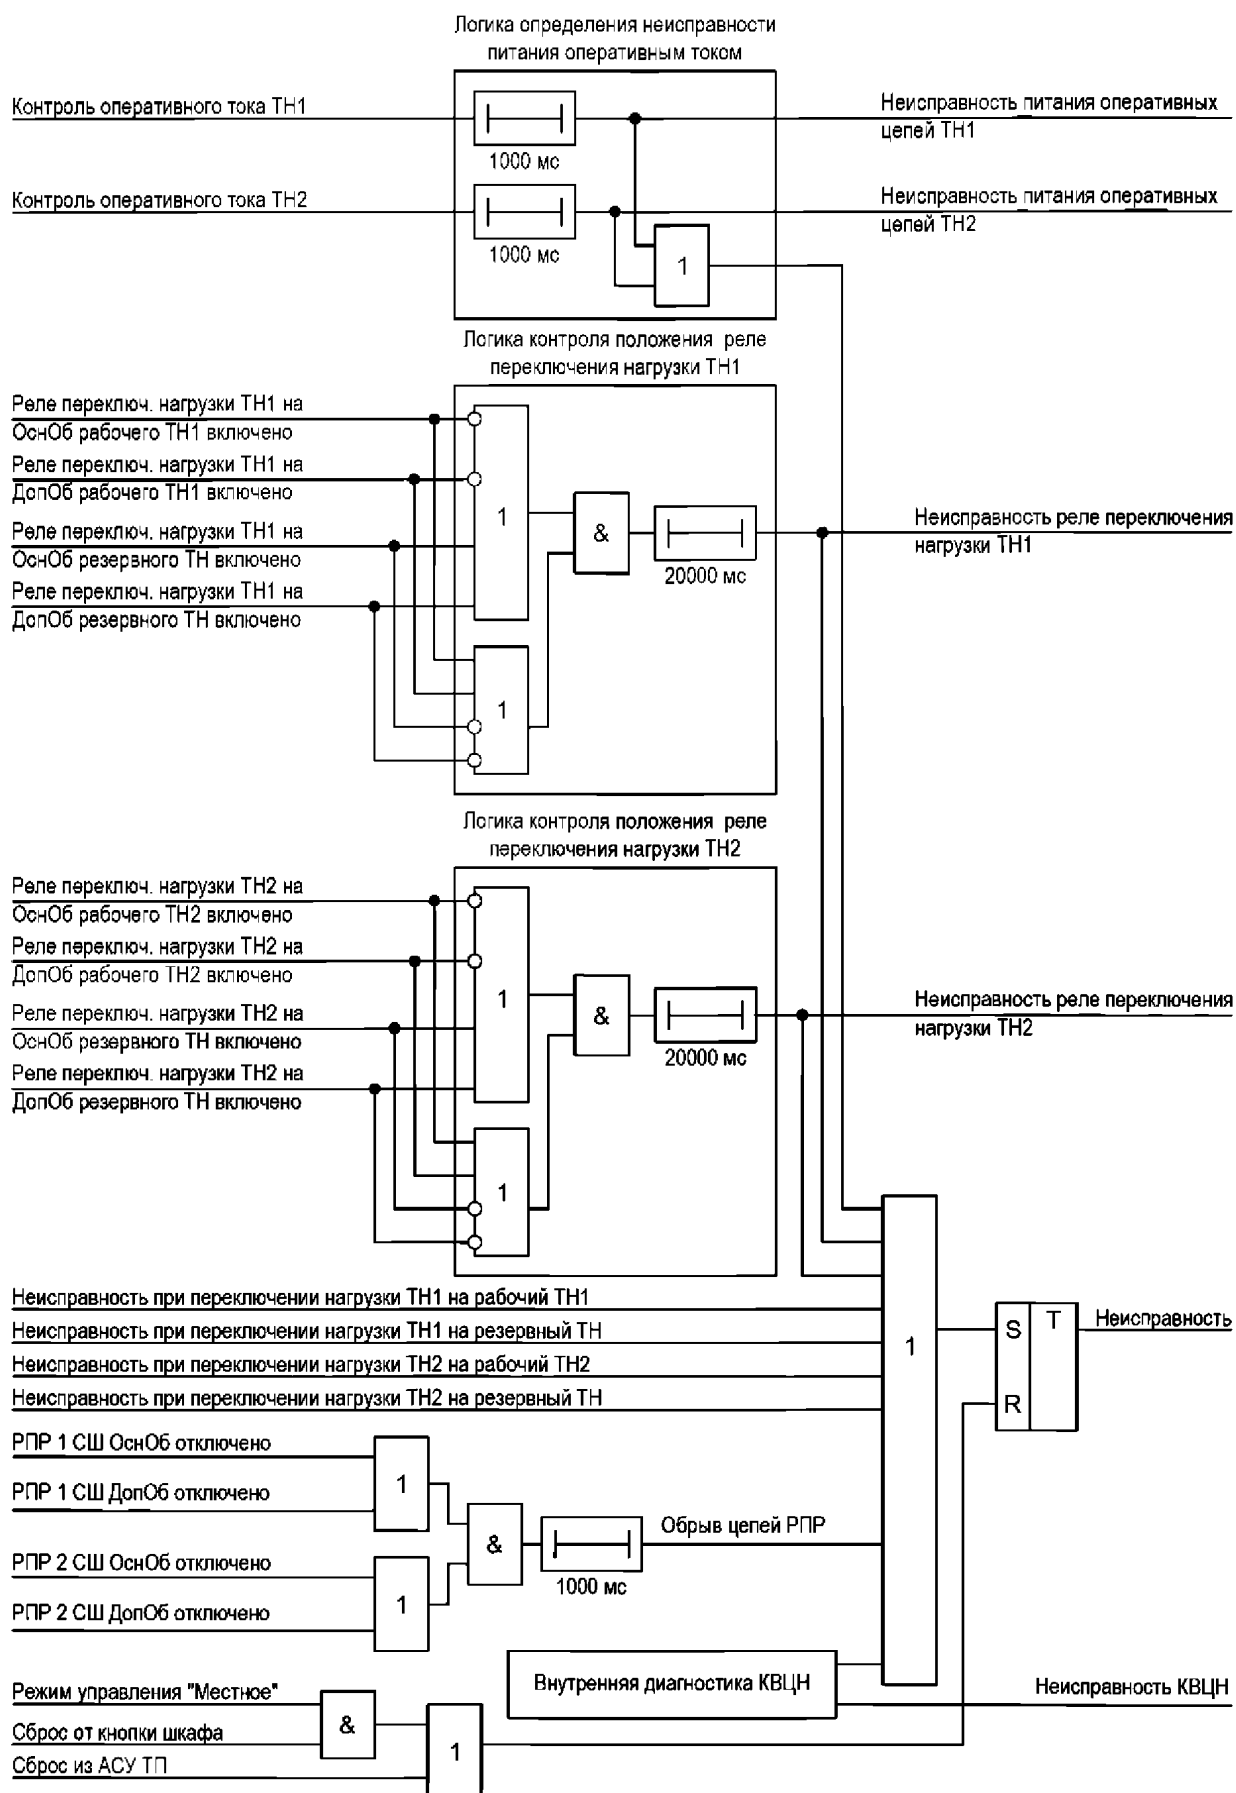 Логика определения неисправности
питания оперативным током
Контроль оперативного тока ТН1
1000 мс
Неисправность питания оперативных
цепей ТН1
Контроль оперативного тока ТН2
1000 мс
Неисправность питания оперативных
цепей ТН2
1
Логика контроля положения реле
переключения нагрузки ТН1
Реле переключ. нагрузки ТН1 на
ОснОб рабочего ТН1 включено
Реле переключ. нагрузки ТН1 на
ДопОб рабочего ТН1 включено
Реле переключ. нагрузки ТН1 на
ОснОб резервного ТН включено
Реле переключ. нагрузки ТН1 на
ДопОб резервного ТН включено
1
&
20000 мс
1
Неисправность реле переключения
нагрузки ТН1
Логика контроля положения реле
переключения нагрузки ТН2
Реле переключ. нагрузки ТН2 на
ОснОб рабочего ТН2 включено
Реле переключ. нагрузки ТН2 на
ДопОб рабочего ТН2 включено
Реле переключ. нагрузки ТН2 на
ОснОб резервного ТН включено
Реле переключ. нагрузки ТН2 на
ДопОб резервного ТН включено
1
&
20000 мс
1
Неисправность реле переключения
нагрузки ТН2
Неисправность при переключении нагрузки ТН1 на рабочий ТН1
Неисправность при переключении нагрузки ТН1 на резервный ТН
Неисправность при переключении нагрузки ТН2 на рабочий ТН2
Неисправность при переключении нагрузки ТН2 на резервный ТН
1
S
T
R
Неисправность
РПР 1 СШ ОснОб отключено
РПР 1 СШ ДопОб отключено
1
РПР 2 СШ ОснОб отключено
РПР 2 СШ ДопОб отключено
1
&
1000 мс
Обрыв цепей РПР
Внутренняя диагностика КВЦН
Неисправность КВЦН
Режим управления "Местное"
Сброс от кнопки шкафа
&
Сброс из АСУ ТП
1